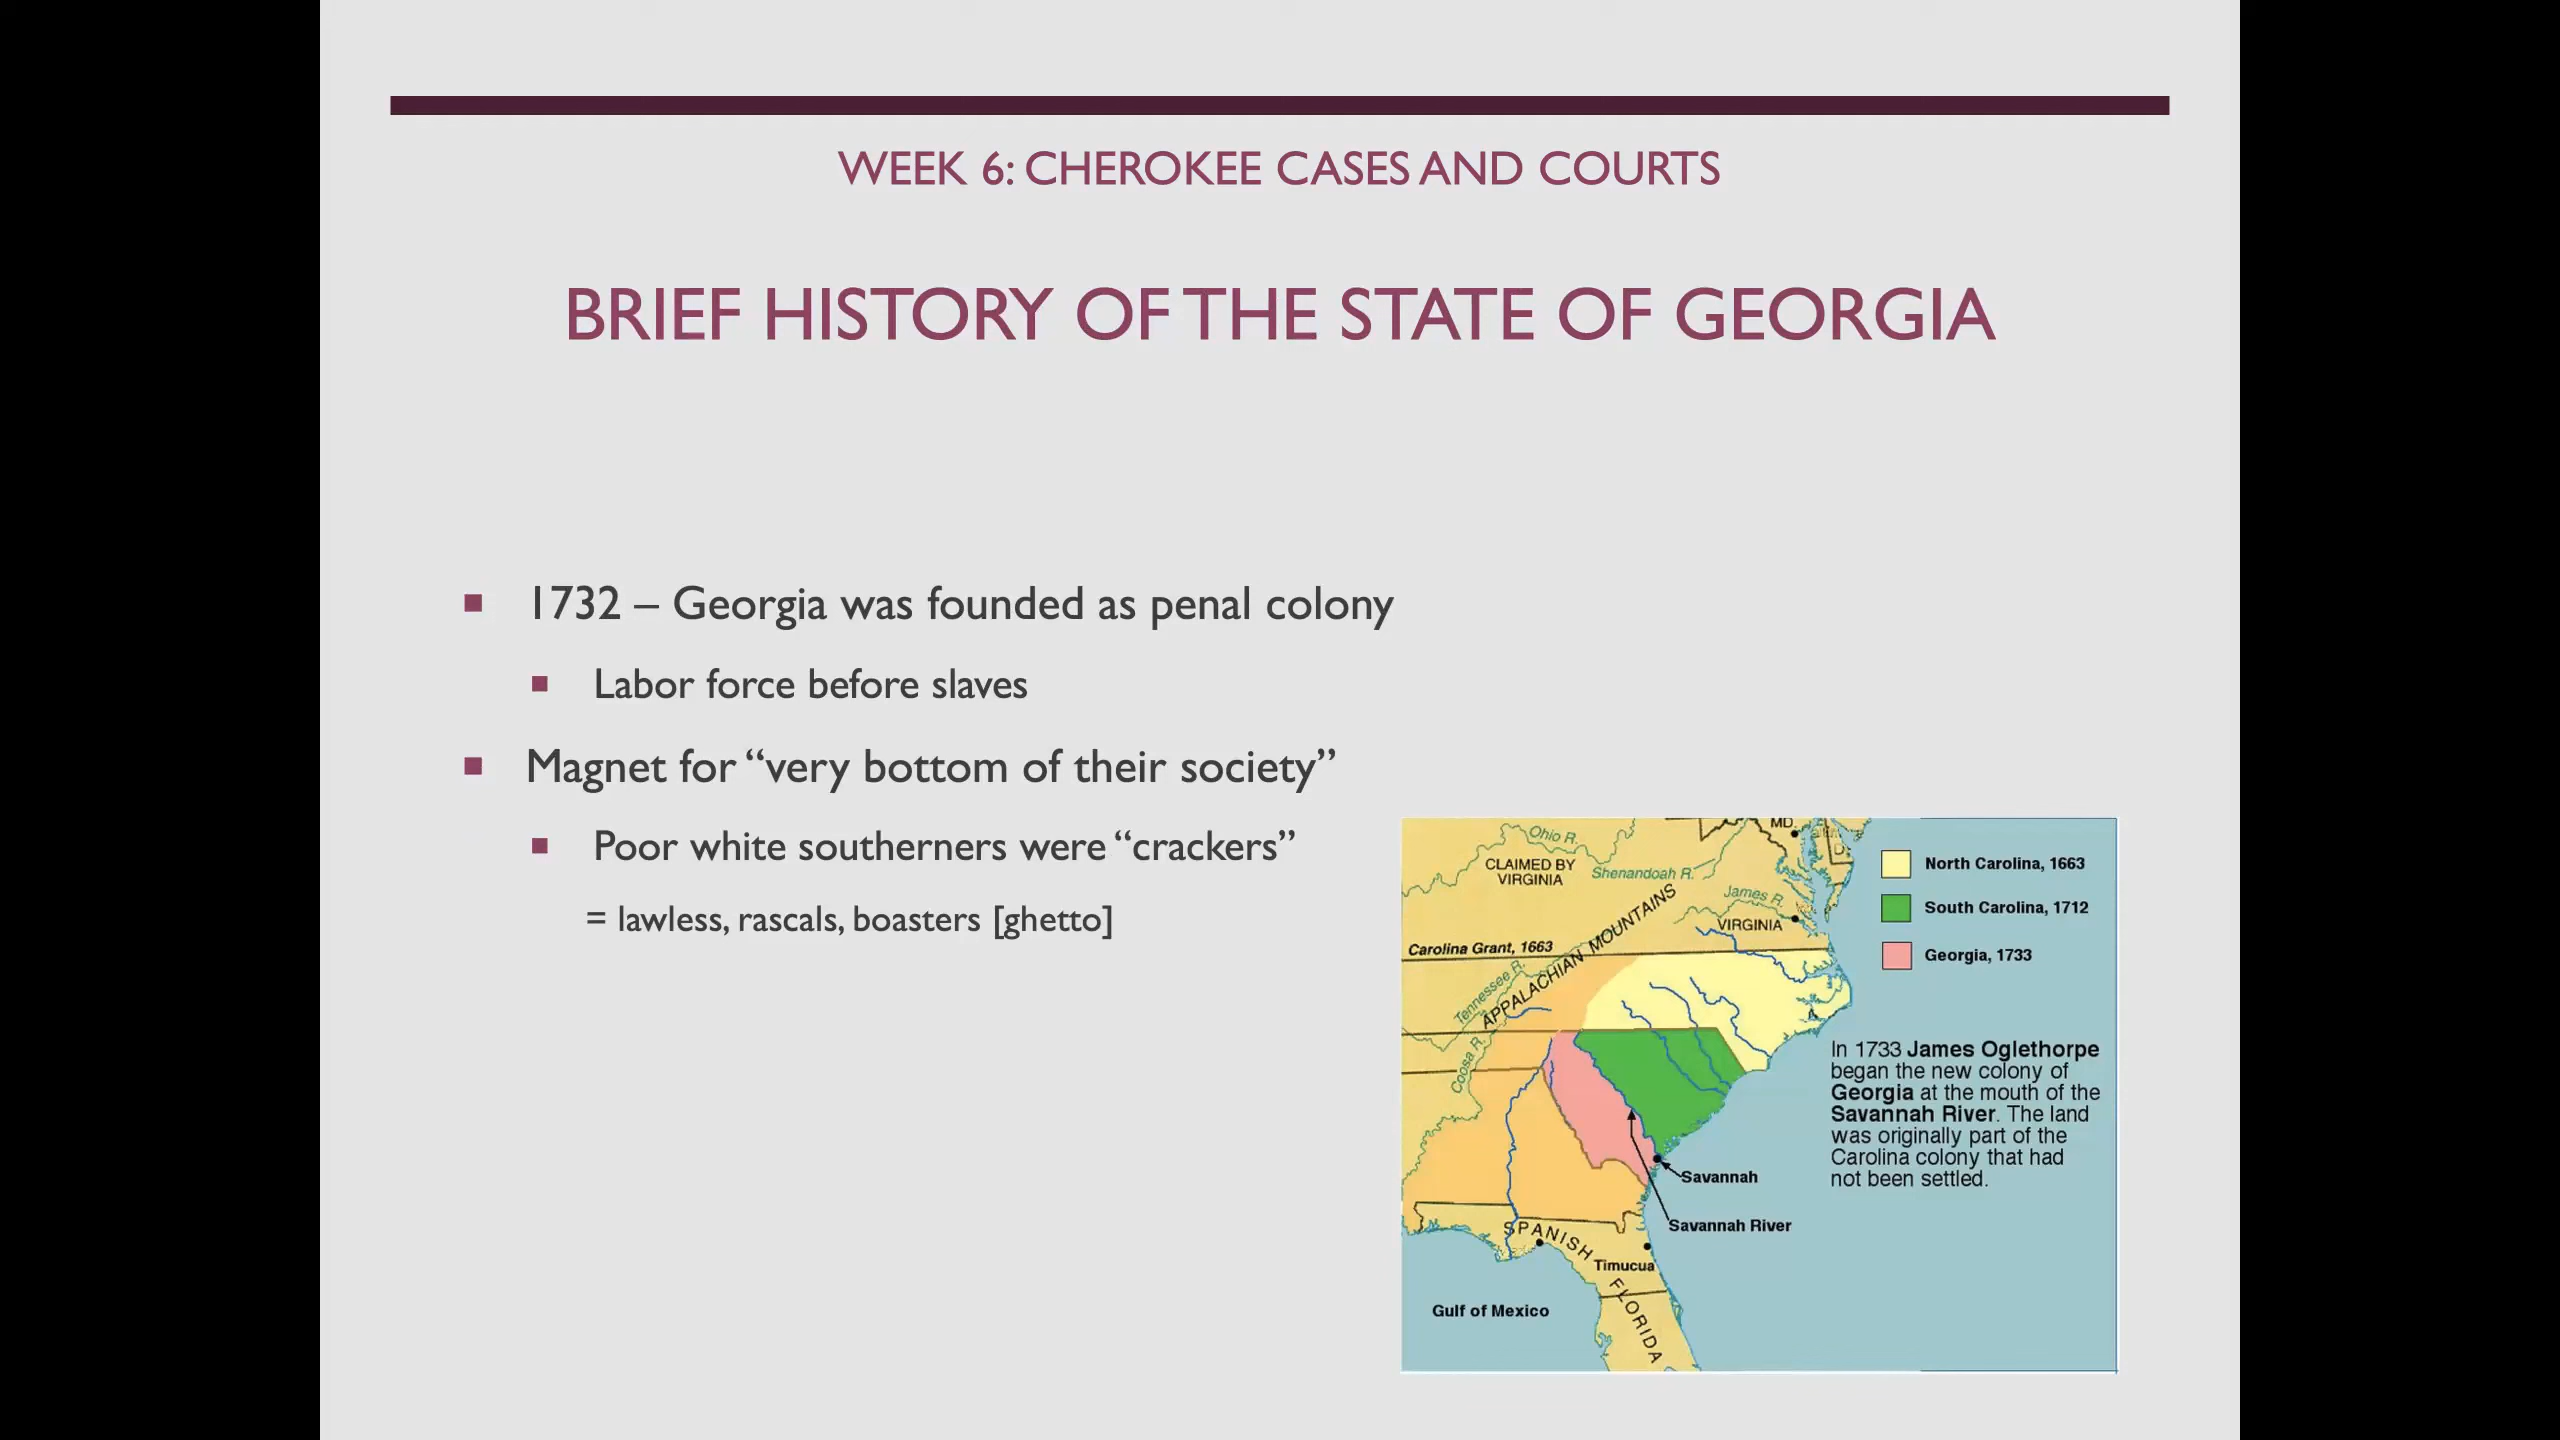 WEEK 6: CHEROKEE CASES AND COURTS
BRIEF HISTORY OF THE STATE OF GEORGIA
1732 – Georgia was founded as penal colony
Labor force before slaves
Magnet for “very bottom of their society”
Poor white southerners were “crackers”
= lawless, rascals, boasters [ghetto]
MD.
Ohio R.
CLAIMED BY
VIRGINIA
Shenandoah R.
James R.
VIRGINIA
Carolina Grant, 1663
APPALACHIAN MOUNTAINS
Tennessee R.
Coosa R.
North Carolina, 1663
South Carolina, 1712
Georgia, 1733
In 1733 James Oglethorpe
began the new colony of
Georgia at the mouth of the
Savannah River. The land
was originally part of the
Carolina colony that had
not been settled.
Savannah
Savannah River
SPANISH FLORIDA
Timucua
Gulf of Mexico